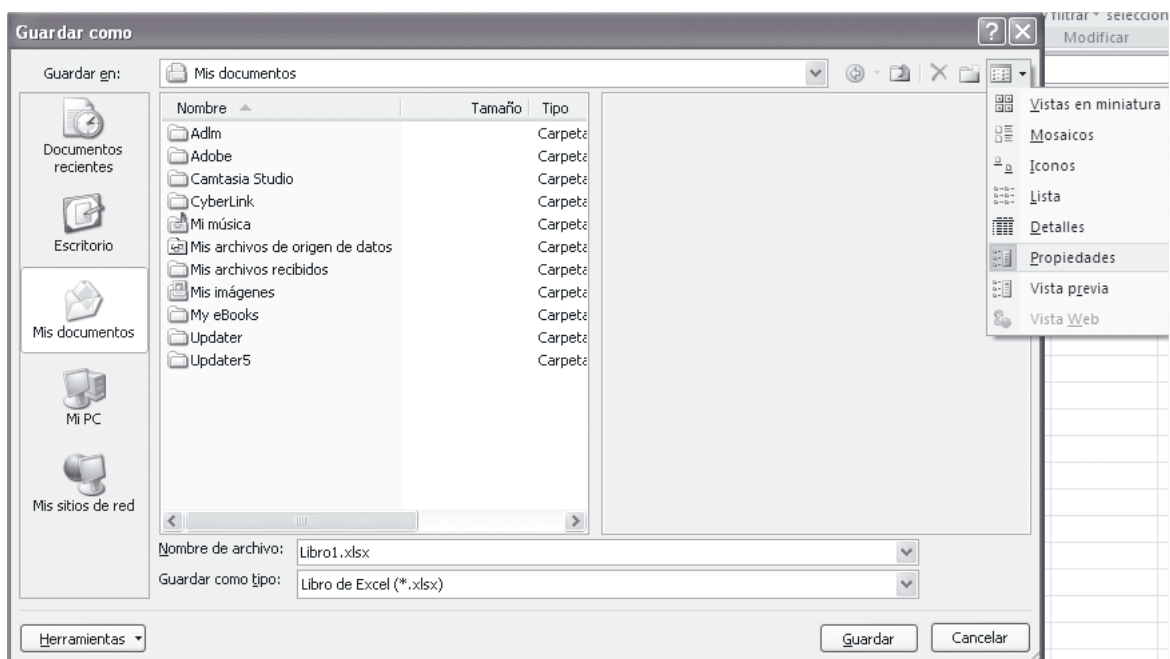 filtrar seleccion
Modificar
Guardar como
Guardar en:
Mis documentos
Documentos
recientes
Escritorio
Mis documentos
Mi PC
Mis sitios de red
Nombre Tamaño Tipo
Adlm Carpeta
Adobe Carpeta
Camtasia Studio Carpeta
CyberLink Carpeta
Mi música Carpeta
Mis archivos de origen de datos Carpeta
Mis archivos recibidos Carpeta
Mis imágenes Carpeta
My eBooks Carpeta
Updater Carpeta
Updater5 Carpeta
Vistas en miniatura
Mosaicos
Iconos
Lista
Detalles
Propiedades
Vista previa
Vista Web
Nombre de archivo: Libro1.xlsx
Guardar como tipo: Libro de Excel (*.xlsx)
Herramientas
Guardar
Cancelar